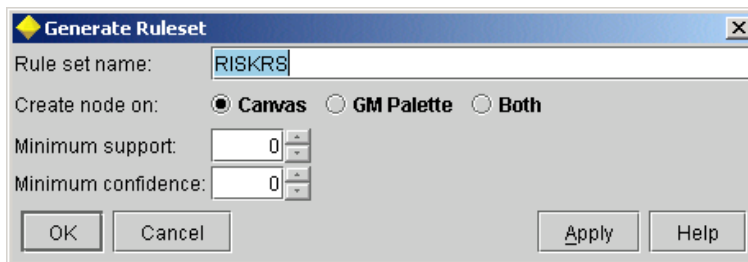 Generate Ruleset
Rule set name: RISKRS
Create node on: Canvas GM Palette Both
Minimum support: 0
Minimum confidence: 0
OK Cancel Apply Help